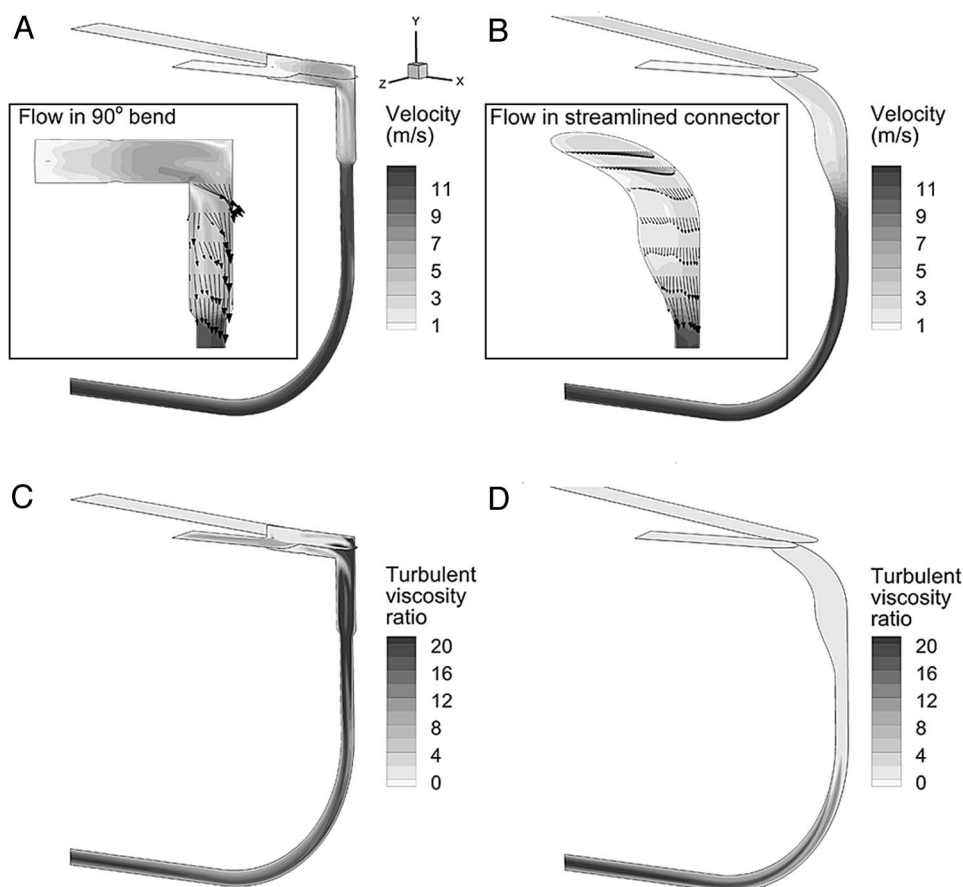 A
B
Y
Z
X
Flow in 90° bend
Velocity
(m/s)
11
9
7
5
3
1
Flow in streamlined connector
Velocity
(m/s)
11
9
7
5
3
1
C
D
Turbulent
viscosity
ratio
20
16
12
8
4
0
Turbulent
viscosity
ratio
20
16
12
8
4
0